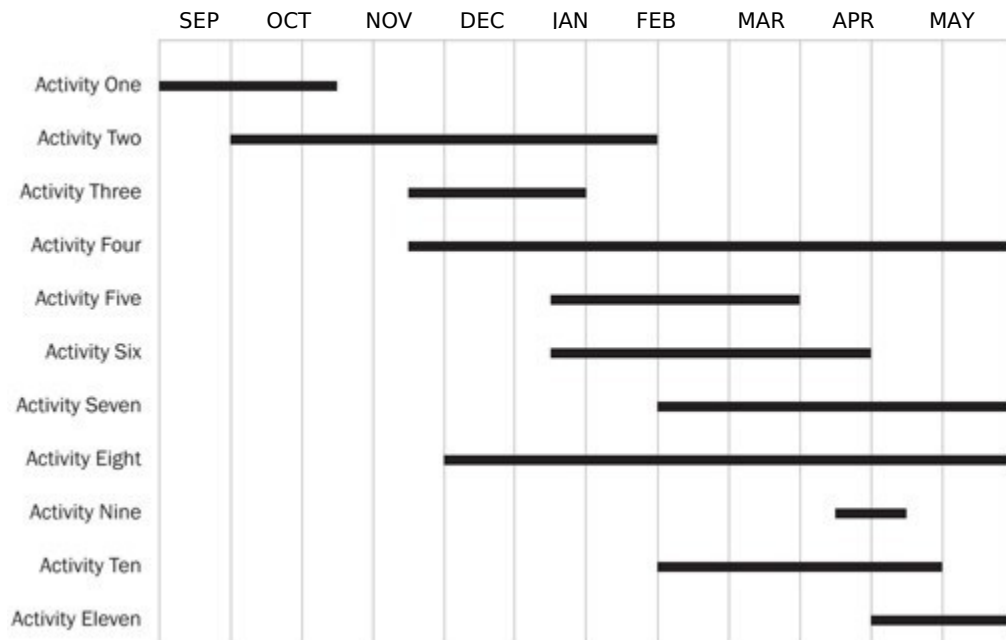 SEP OCT NOV DEC JAN FEB MAR APR MAY
Activity One
Activity Two
Activity Three
Activity Four
Activity Five
Activity Six
Activity Seven
Activity Eight
Activity Nine
Activity Ten
Activity Eleven